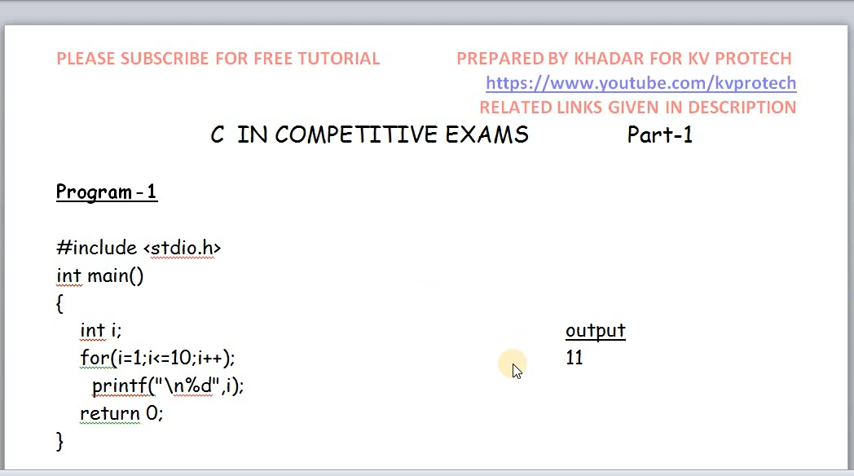 PLEASE SUBSCRIBE FOR FREE TUTORIAL PREPARED BY KHADAR FOR KV PROTECH
https://www.youtube.com/kvprotech
RELATED LINKS GIVEN IN DESCRIPTION
C IN COMPETITIVE EXAMS Part-1
Program-1
#include <stdio.h>
int main()
{
int i; output
for(i=1;i<=10;i++); 11
printf("\n%d",i);
return 0;
}